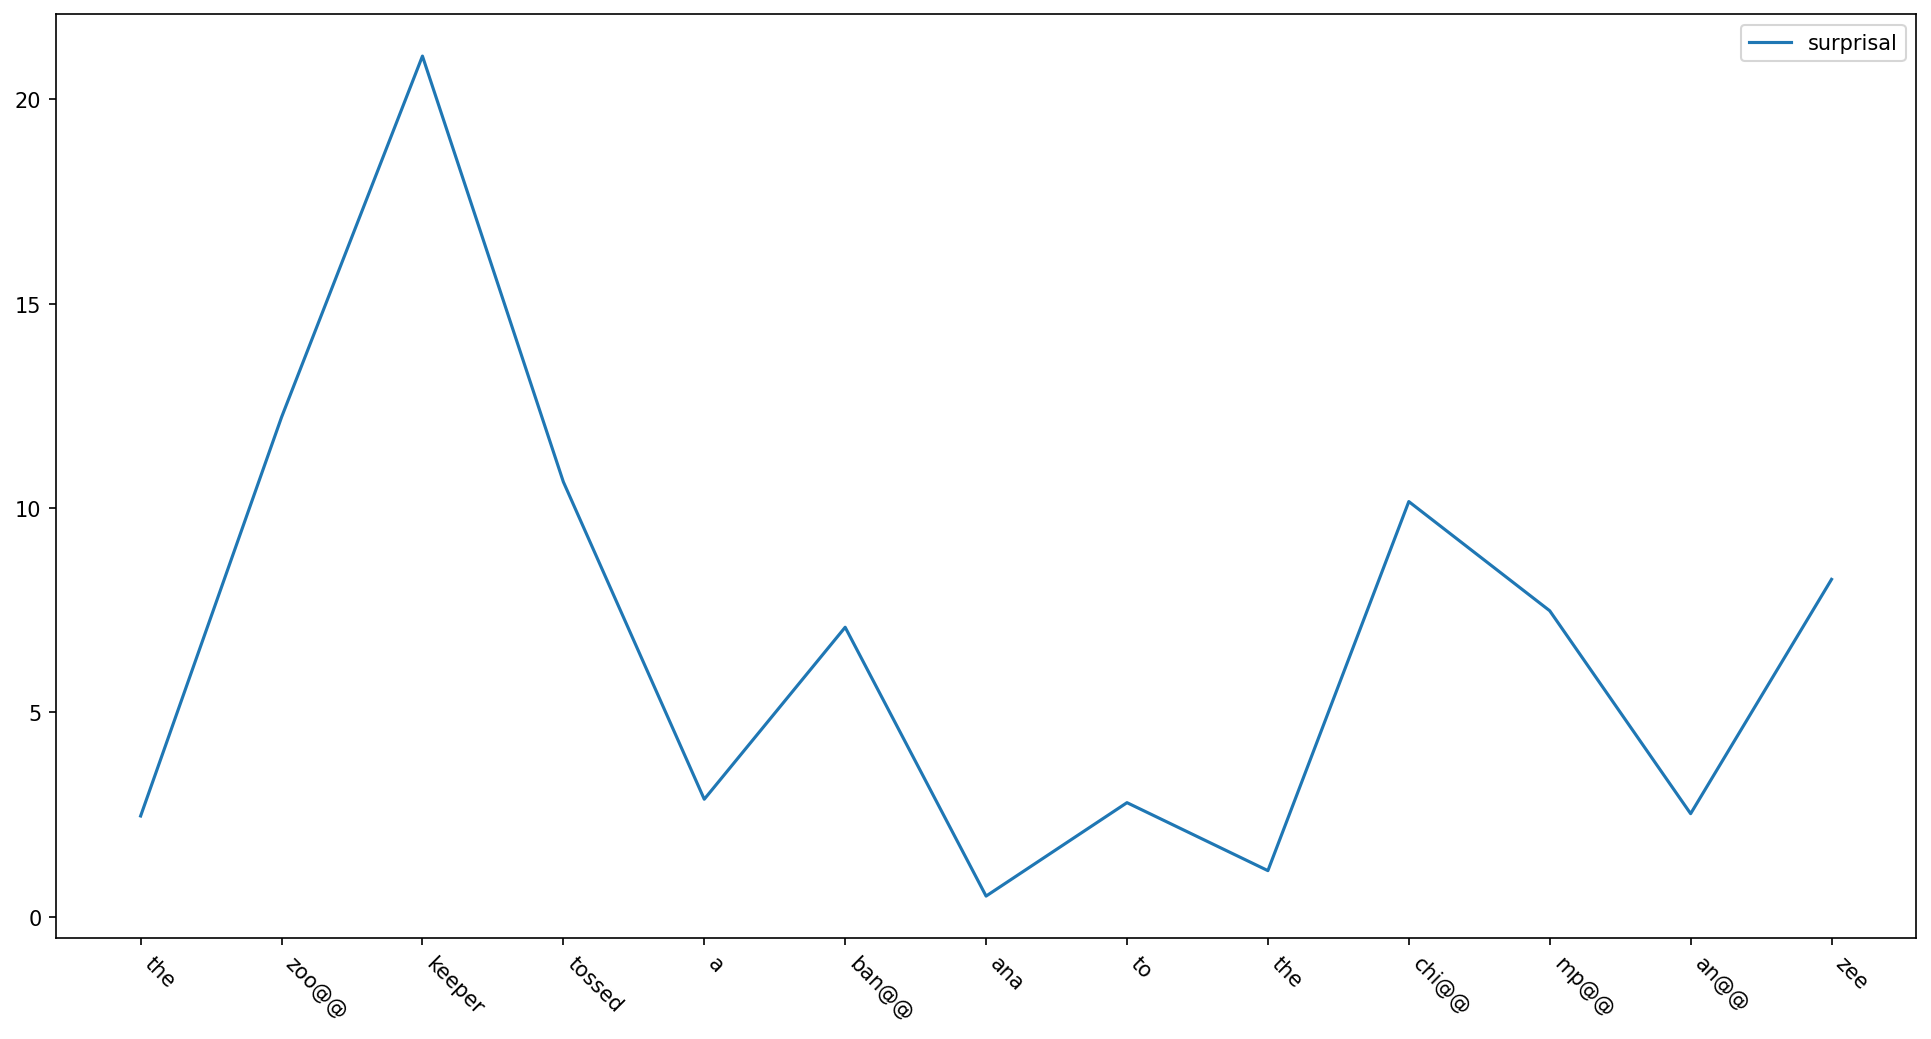 surprisal
20
15
10
5
0
the
zoo@@
keeper
tossed
a
ban@@
ana
to
the
chi@@
mp@@
an@@
zee